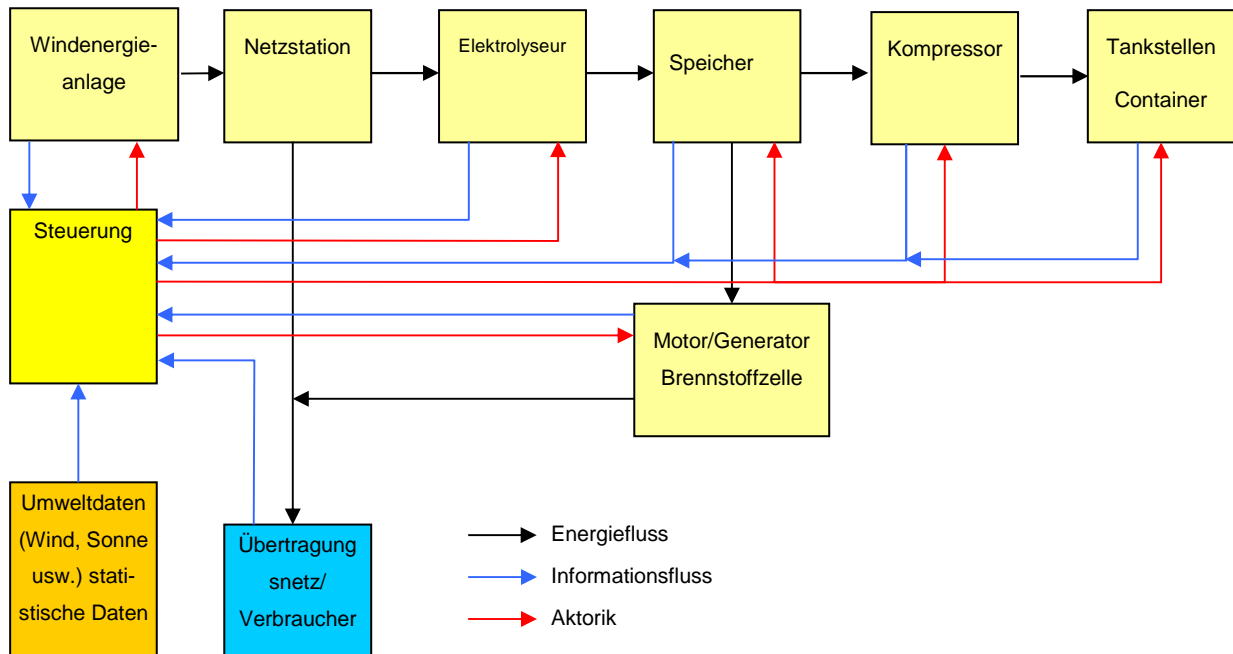 Windenergie-
anlage
Netzstation
Elektrolyseur
Speicher
Kompressor
Tankstellen
Container
Steuerung
Motor/Generator
Brennstoffzelle
Umweltdaten
(Wind, Sonne
usw.) stati-
stische Daten
Übertragung
snetz/
Verbraucher
Energiefluss
Informationsfluss
Aktorik